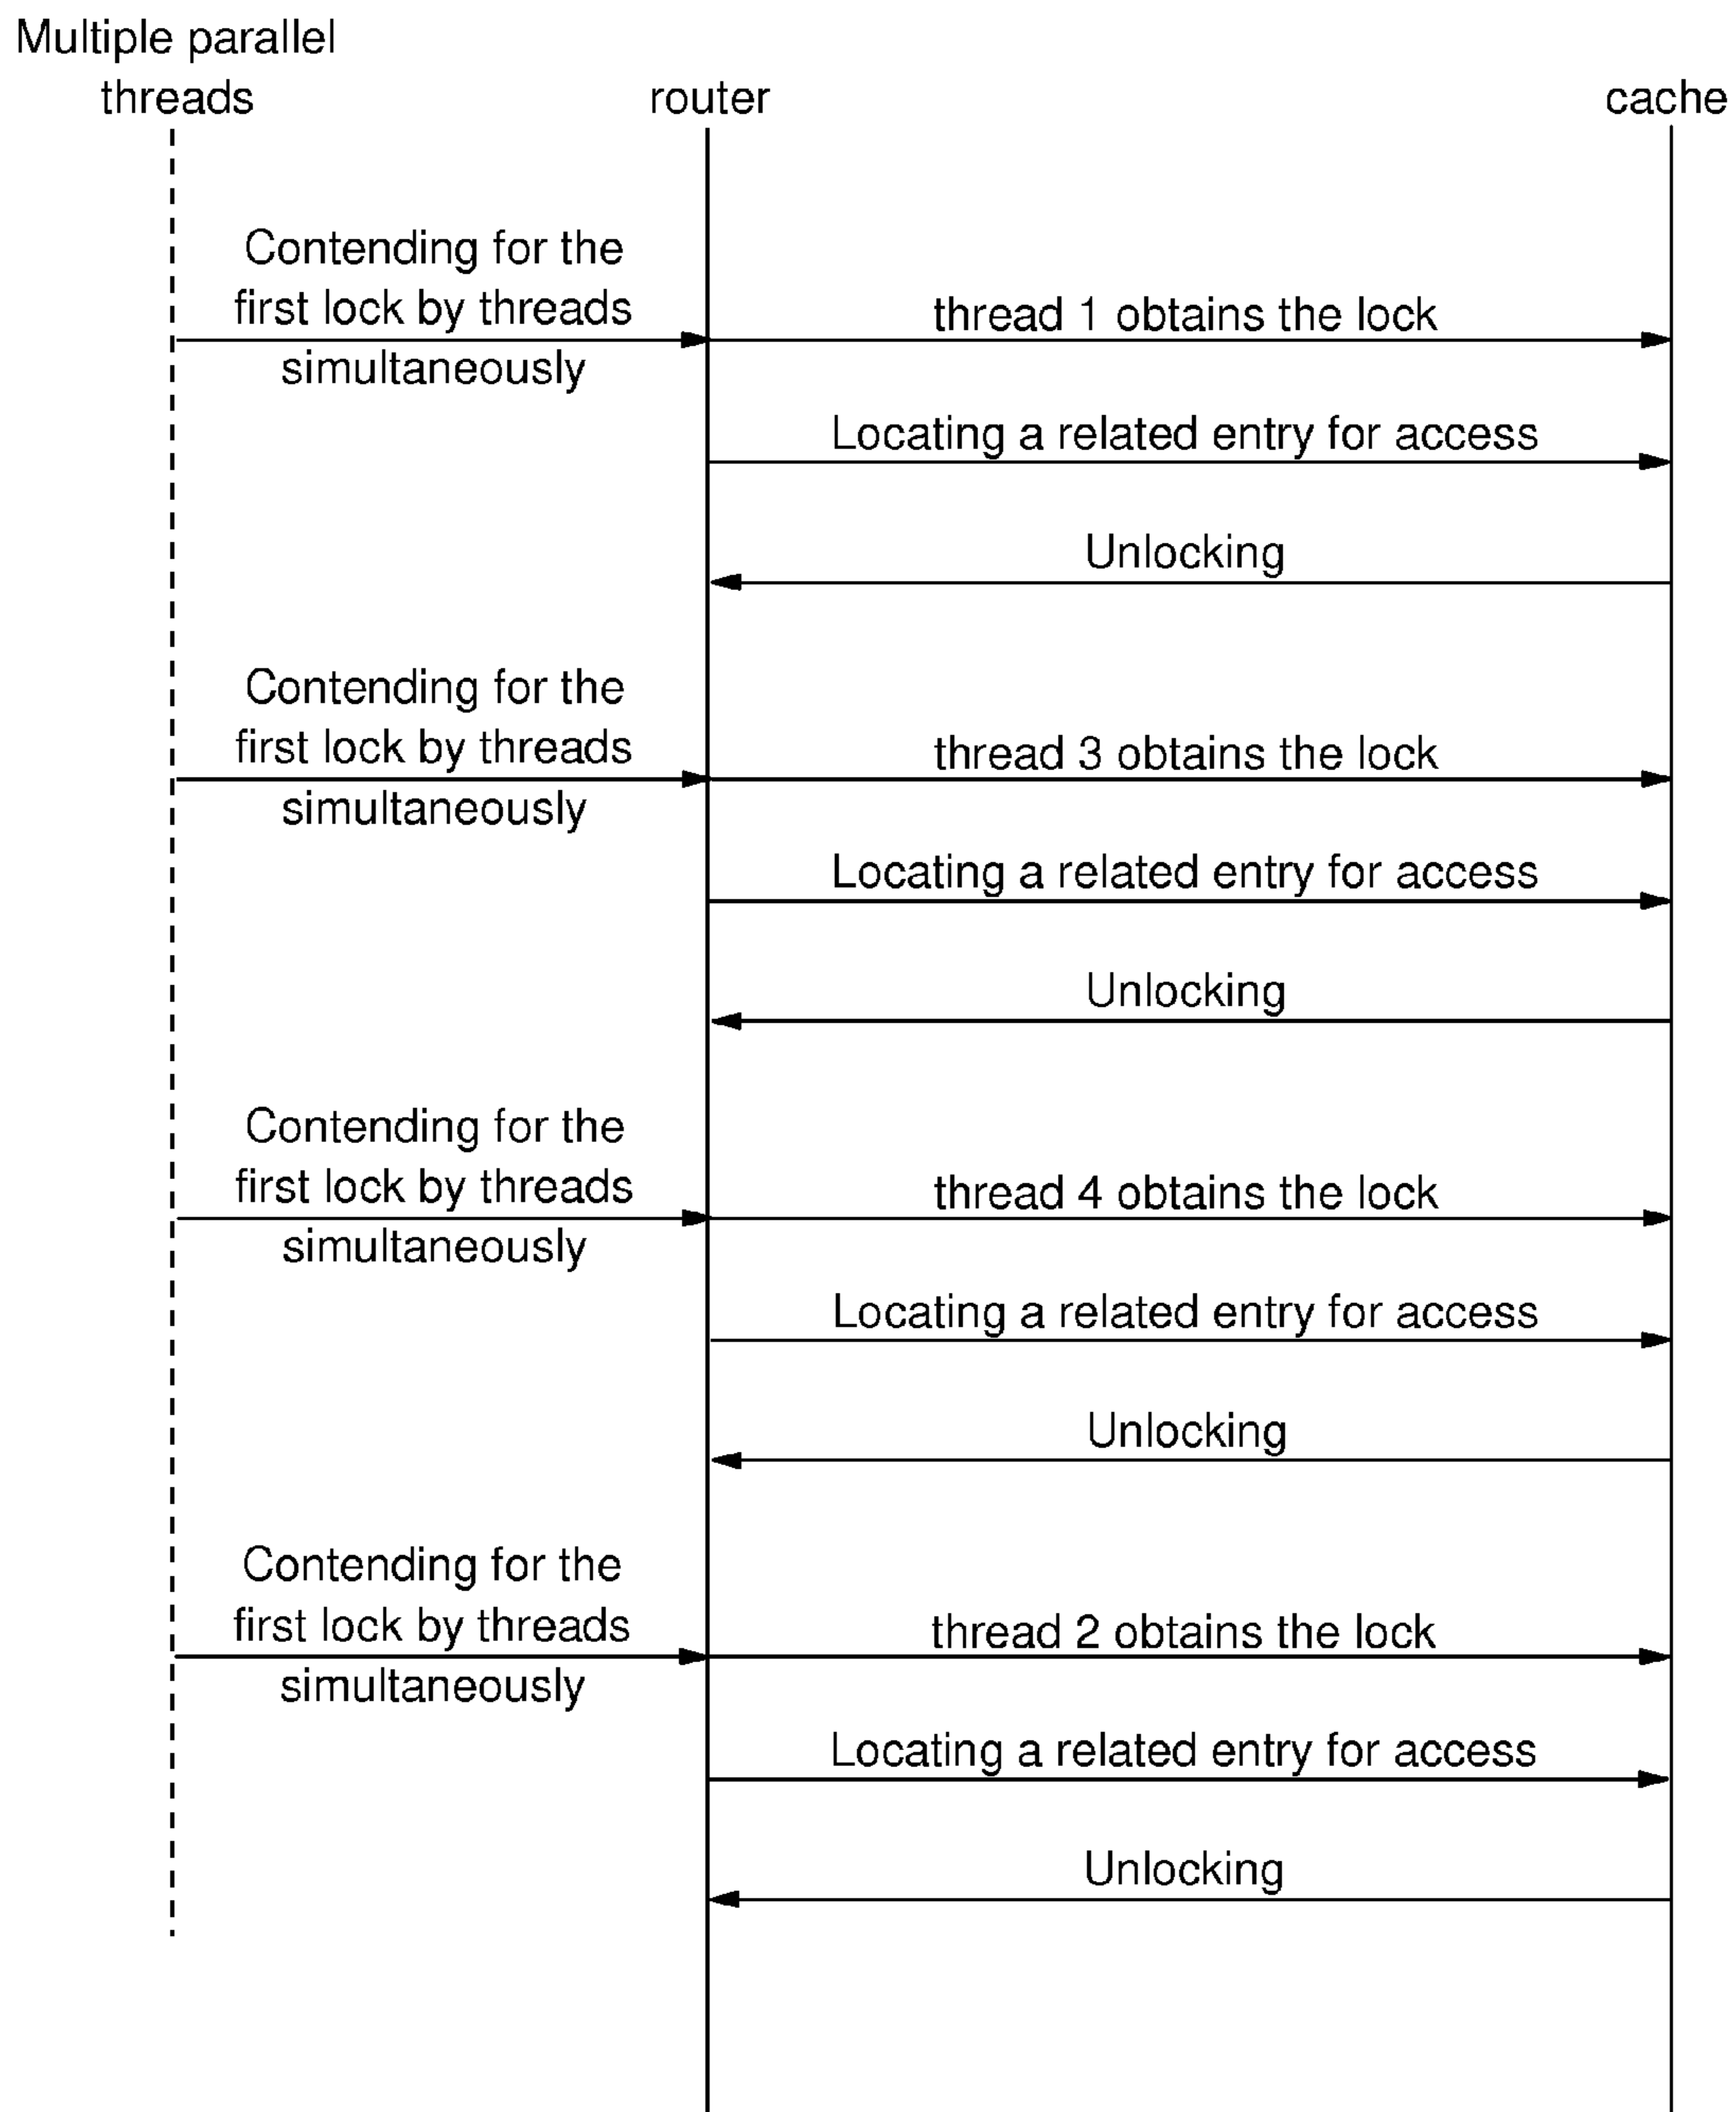 Multiple parallel
threads
router
cache
Contending for the
first lock by threads
simultaneously
thread 1 obtains the lock
Locating a related entry for access
Unlocking
Contending for the
first lock by threads
simultaneously
thread 3 obtains the lock
Locating a related entry for access
Unlocking
Contending for the
first lock by threads
simultaneously
thread 4 obtains the lock
Locating a related entry for access
Unlocking
Contending for the
first lock by threads
simultaneously
thread 2 obtains the lock
Locating a related entry for access
Unlocking